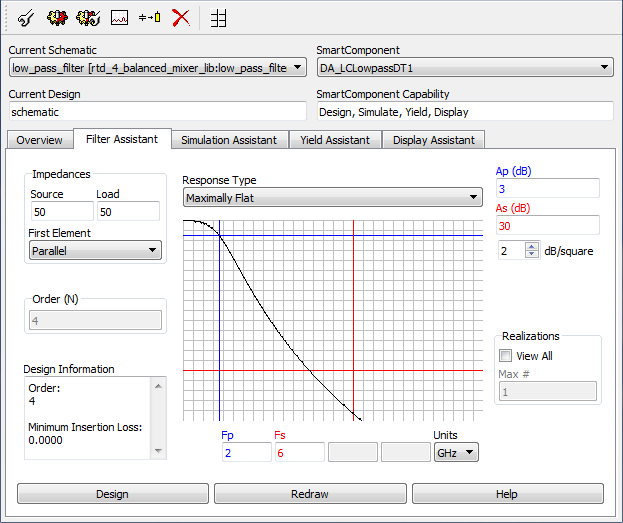 Current Schematic
SmartComponent
low_pass_filter [rtd_4_balanced_mixer_lib:low_pass_filte
DA_LCLowpassDT1
Current Design
SmartComponent Capability
schematic
Design, Simulate, Yield, Display
Overview
Filter Assistant
Simulation Assistant
Yield Assistant
Display Assistant
Impedances
Source
Load
50
50
First Element
Parallel
Order (N)
4
Design Information
Order:
4
Minimum Insertion Loss:
0.0000
Response Type
Maximally Flat
Fp
Fs
Units
2
6
GHz
Ap (dB)
3
As (dB)
30
2
dB/square
Realizations
View All
Max #
1
Design
Redraw
Help